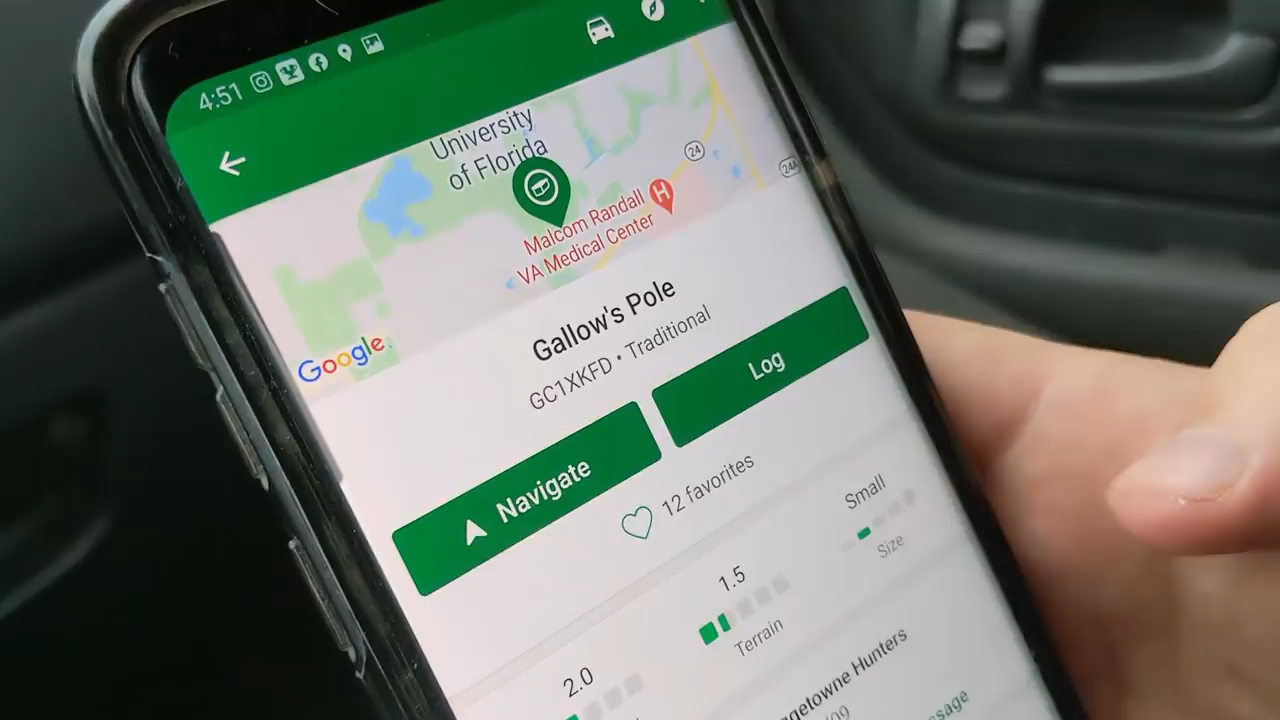 4:51
University
of Florida
24
24A
Malcom Randall
VA Medical Center
H
Google
Gallow's Pole
GC1XKFD • Traditional
Navigate
Log
12 favorites
Small
Size
1.5
Terrain
2.0
Hunters